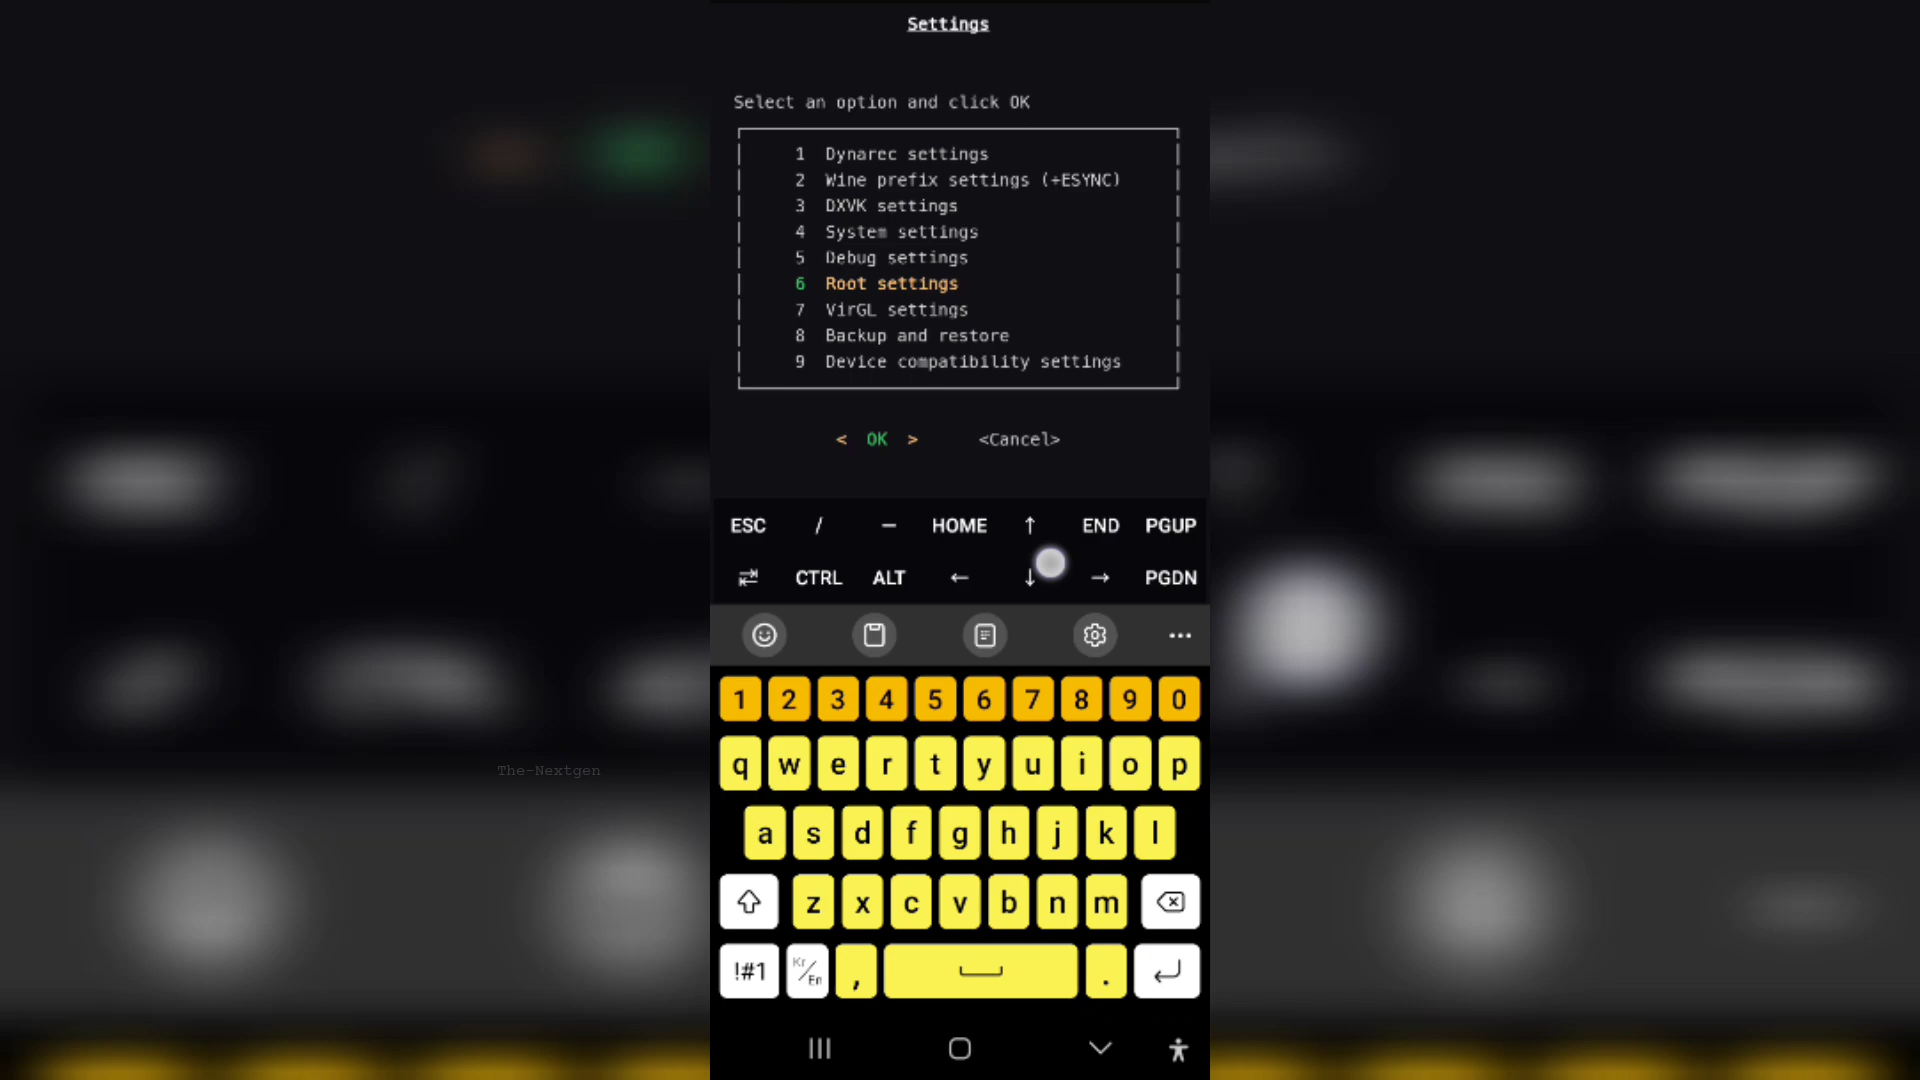 Settings
Select an option and click OK
1 Dynarec settings
2 Wine prefix settings (+ESYNC)
3 DXVK settings
4 System settings
5 Debug settings
6 Root settings
7 VirGL settings
8 Backup and restore
9 Device compatibility settings
< OK > <Cancel>
ESC / — HOME ↑ END PGUP
⇄ CTRL ALT ← ↓ → PGDN
1 2 3 4 5 6 7 8 9 0
q w e r t y u i o p
The-Nextgen
a s d f g h j k l
z x c v b n m
!#1 Kr/En , .